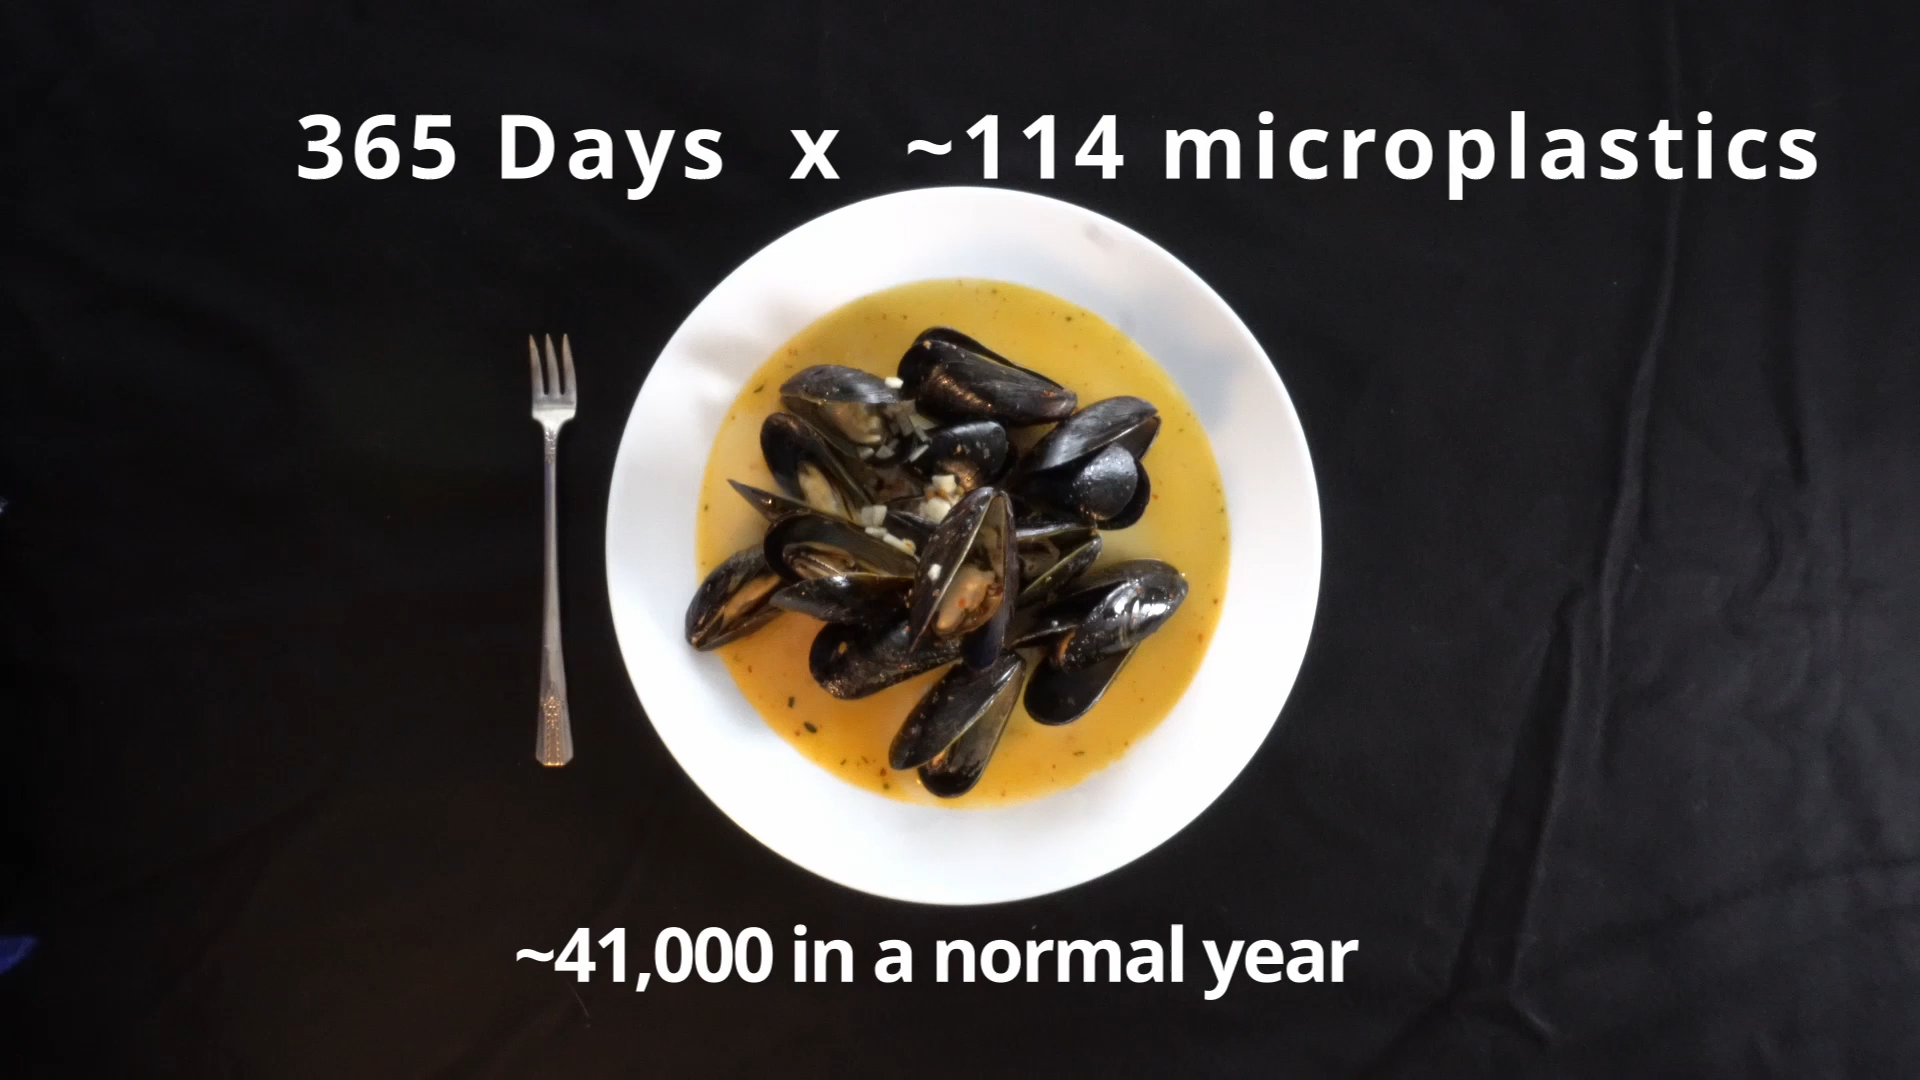 365 Days x ~114 microplastics
~41,000 in a normal year